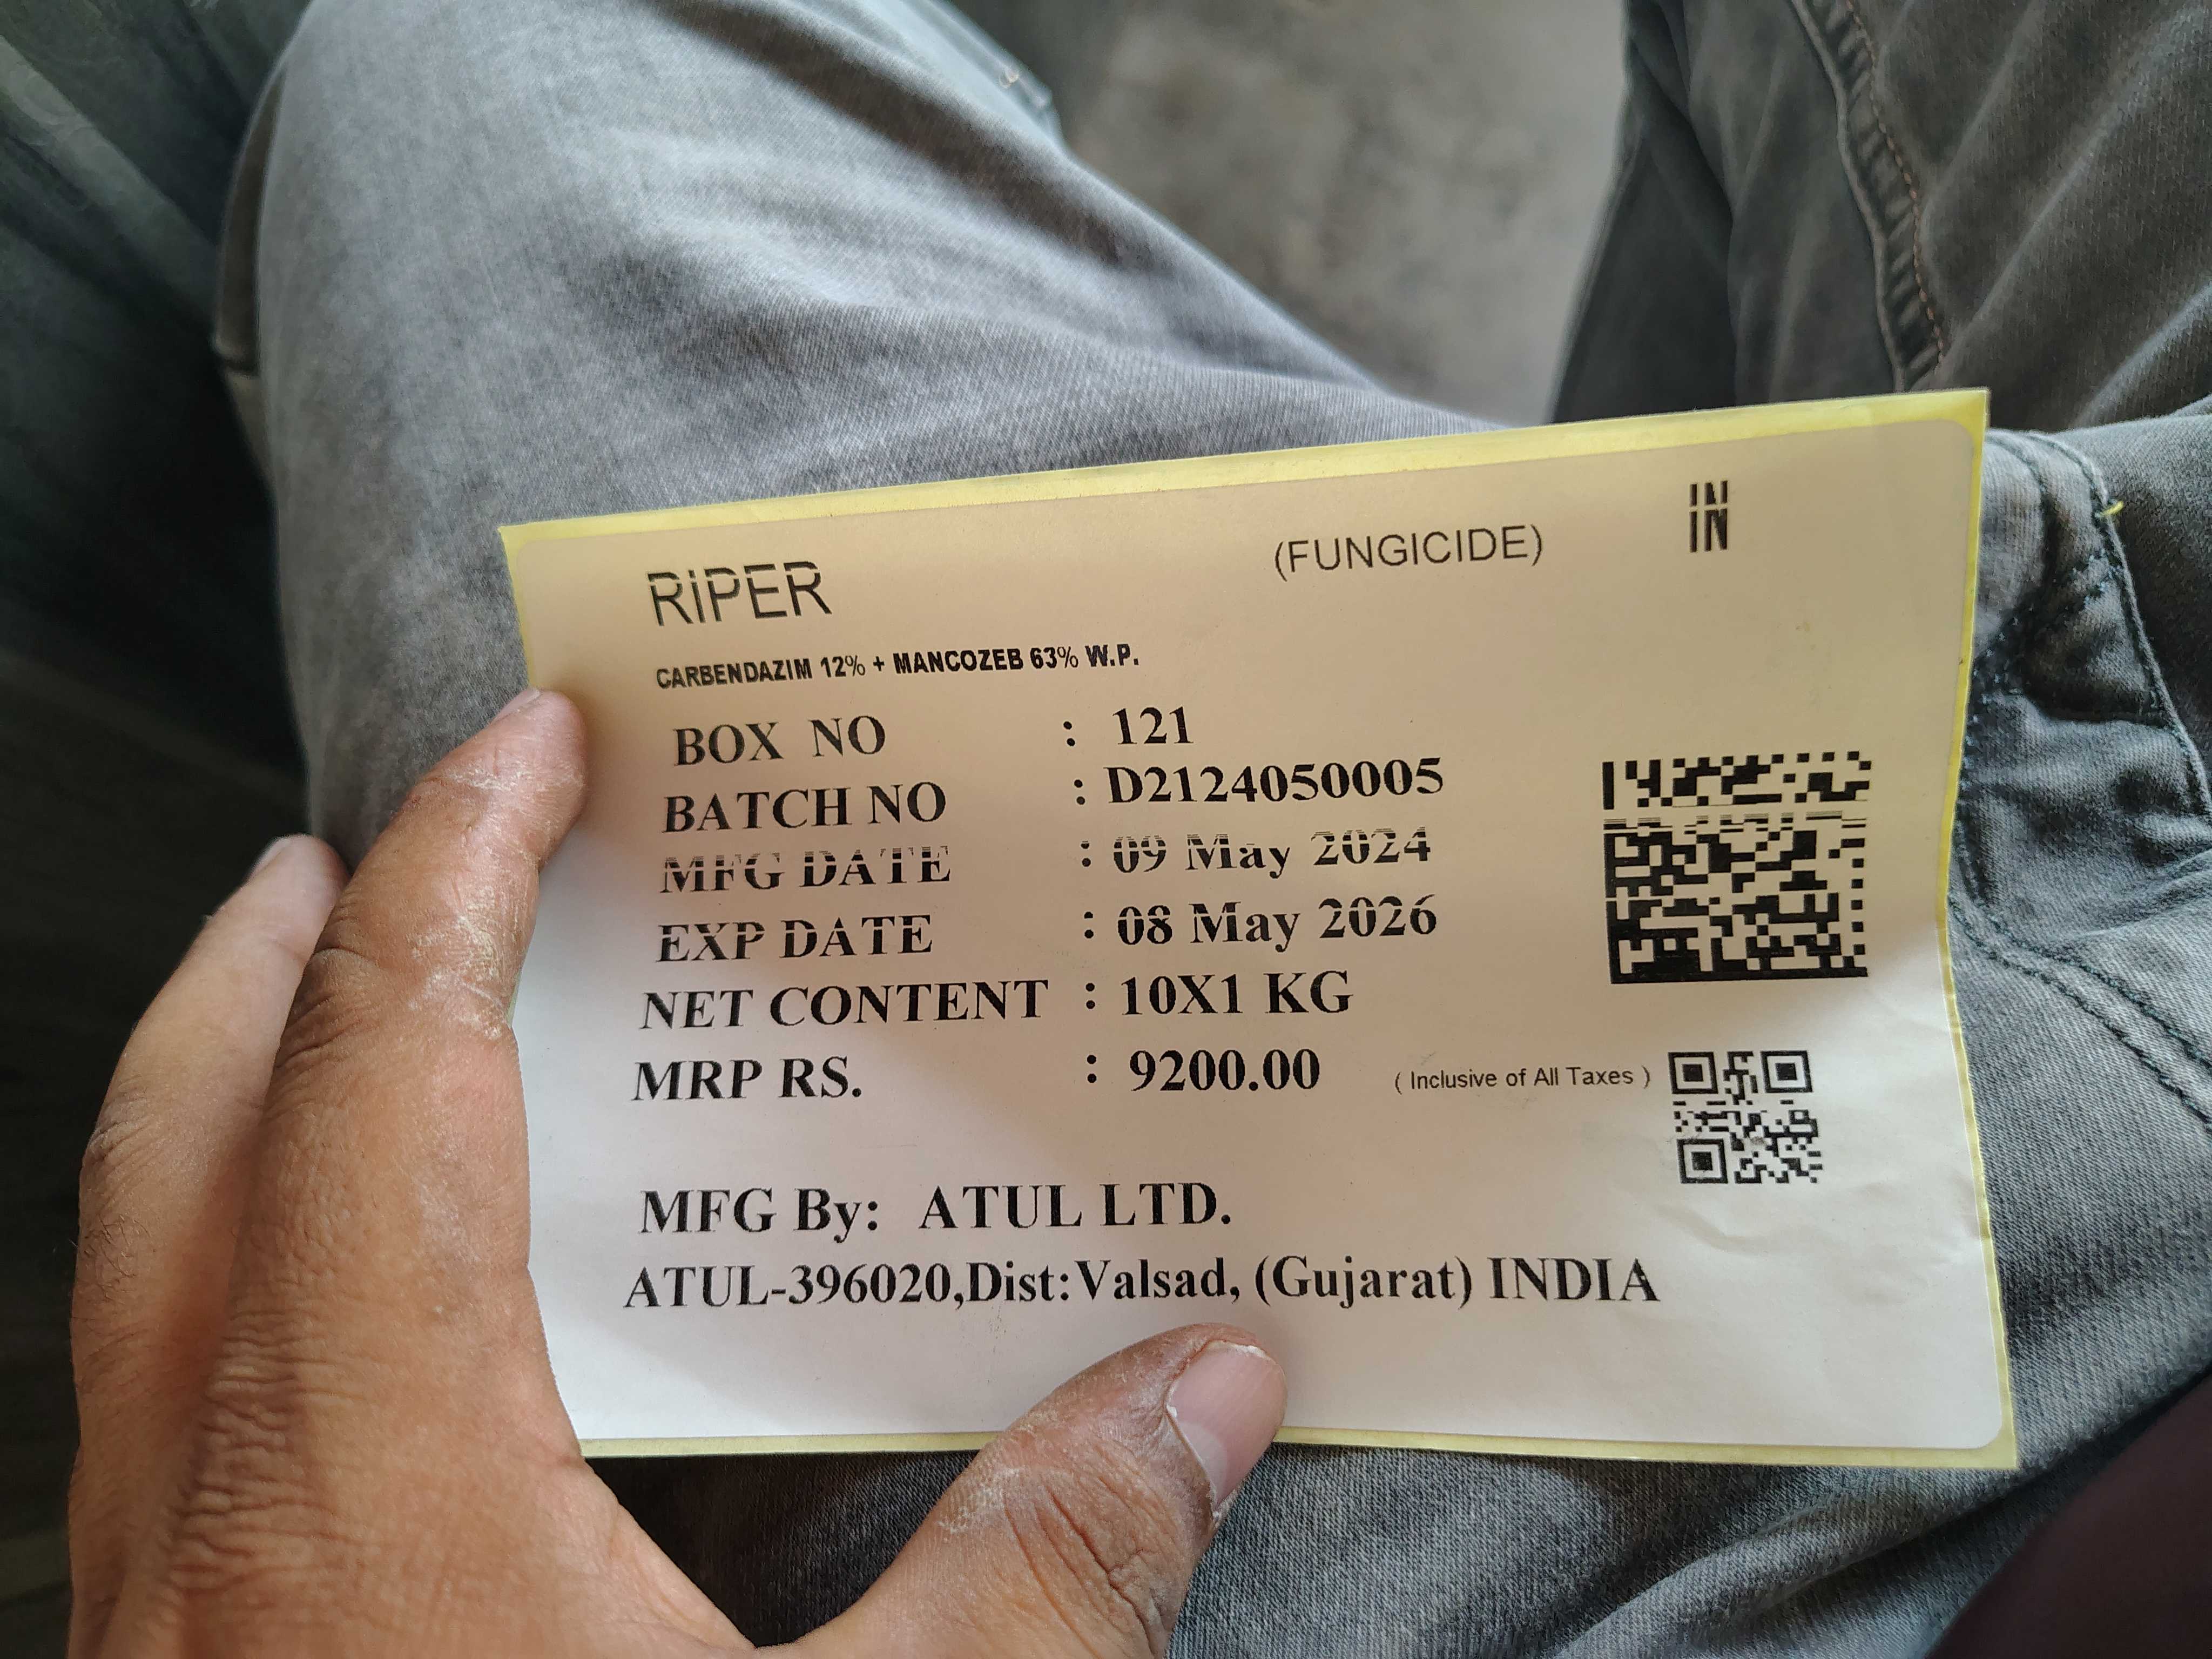 RiPER (FUNGICIDE) IN
CARBENDAZIM 12% + MANCOZEB 63% W.P.
BOX NO : 121
BATCH NO : D2124050005
MFG DATE : 09 May 2024
EXP DATE : 08 May 2026
NET CONTENT : 10X1 KG
MRP RS. : 9200.00 ( Inclusive of All Taxes )
MFG By: ATUL LTD.
ATUL-396020,Dist:Valsad, (Gujarat) INDIA